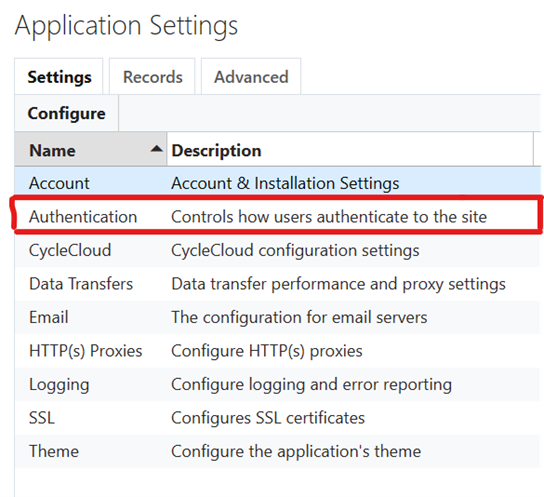 Application Settings
Settings Records Advanced
Configure
Name Description
Account Account & Installation Settings
Authentication Controls how users authenticate to the site
CycleCloud CycleCloud configuration settings
Data Transfers Data transfer performance and proxy settings
Email The configuration for email servers
HTTP(s) Proxies Configure HTTP(s) proxies
Logging Configure logging and error reporting
SSL Configures SSL certificates
Theme Configure the application's theme